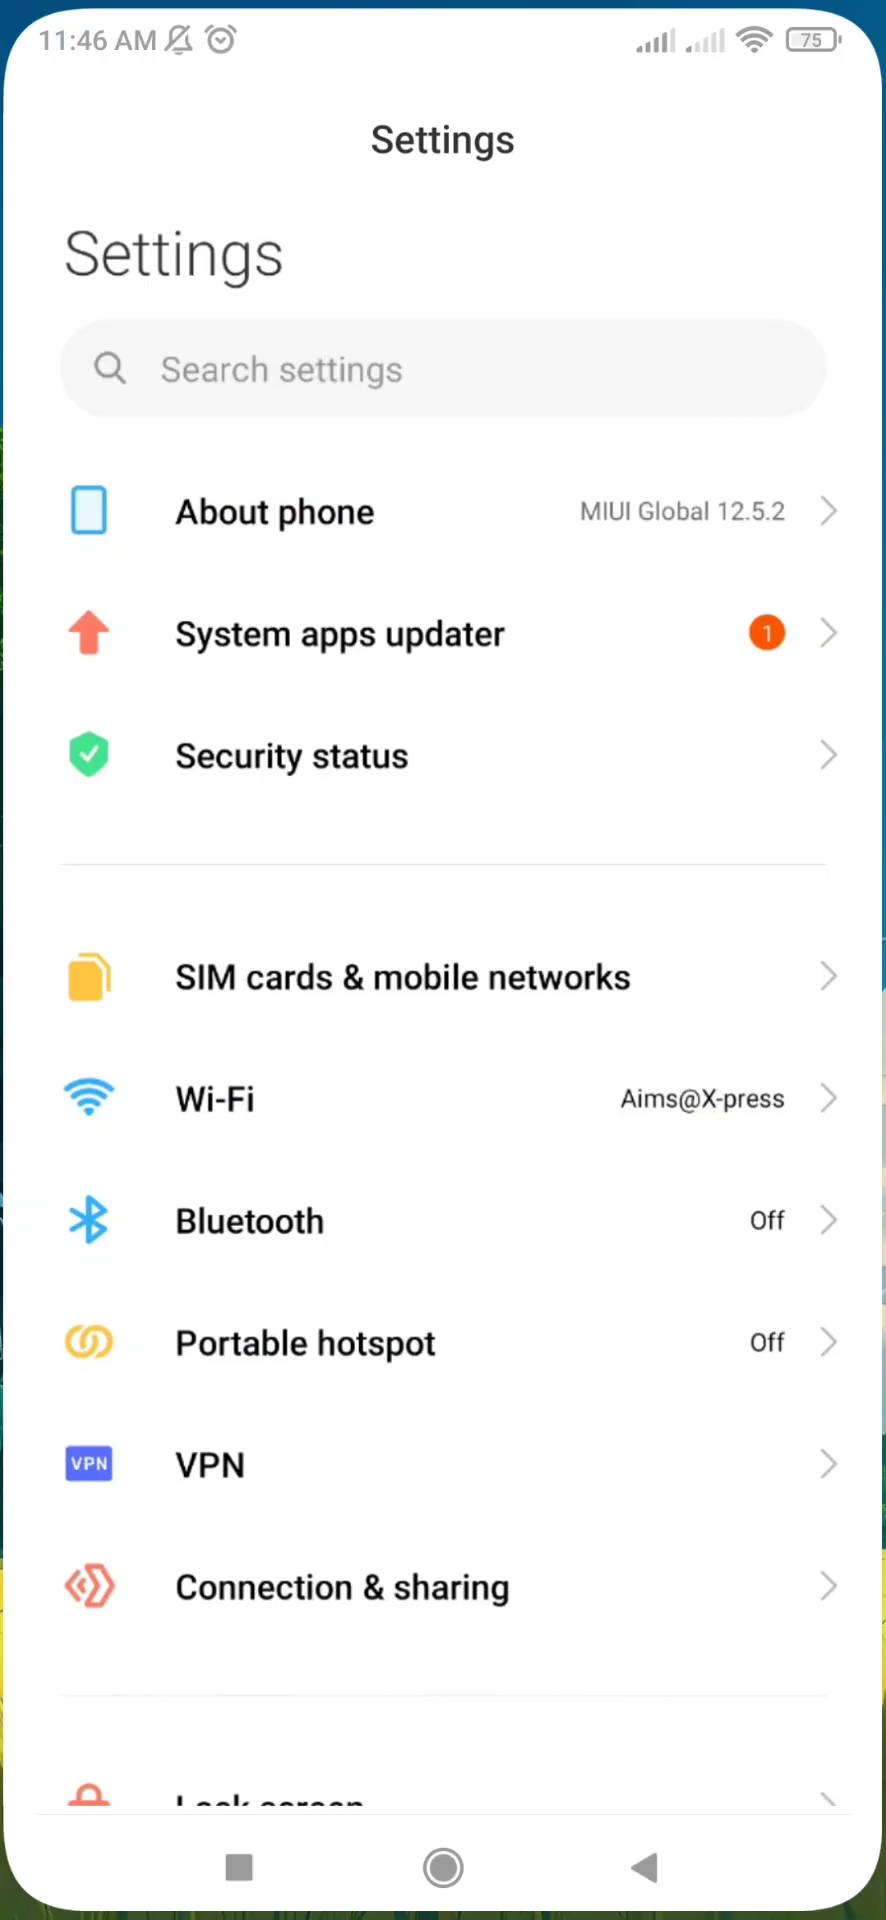 11:46 AM 75
Settings
Settings
Search settings
About phone MIUI Global 12.5.2
System apps updater 1
Security status
SIM cards & mobile networks
Wi-Fi Aims@X-press
Bluetooth Off
Portable hotspot Off
VPN VPN
Connection & sharing
Lock screen